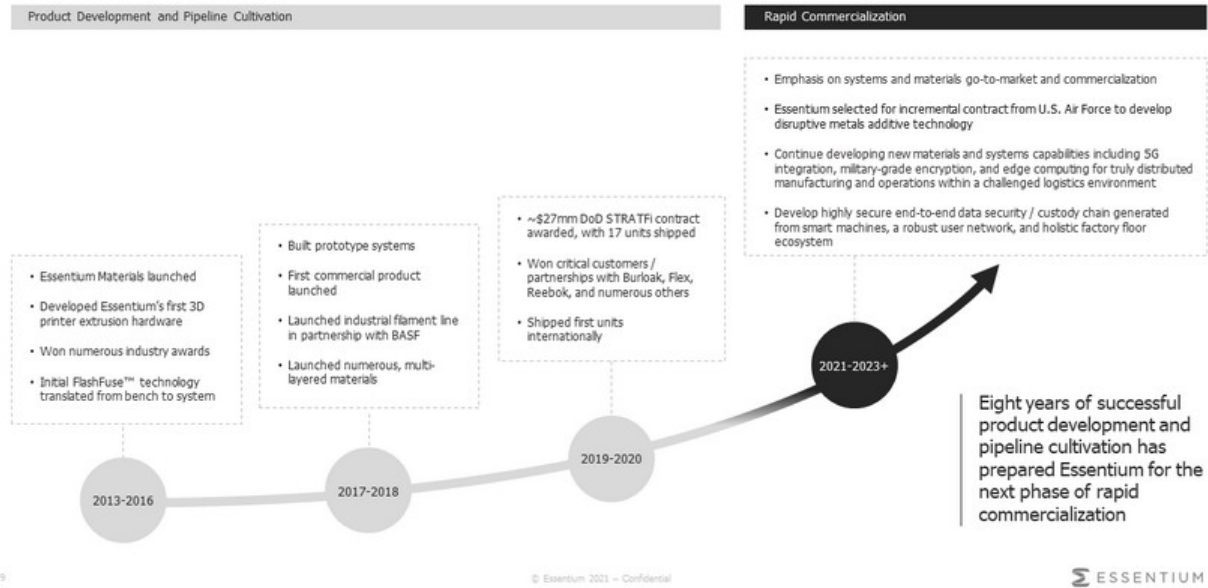 Product Development and Pipeline Cultivation
Rapid Commercialization
• Essentium Materials launched
• Developed Essentium's first 3D
printer extrusion hardware
• Won numerous industry awards
• Initial FlashFuse™ technology
translated from bench to system
2013-2016
• Built prototype systems
• First commercial product
launched
• Launched industrial filament line
in partnership with BASF
• Launched numerous, multi-
layered materials
2017-2018
• ~$27mm DoD STRATFi contract
awarded, with 17 units shipped
• Won critical customers /
partnerships with Burloak, Flex,
Reebok, and numerous others
• Shipped first units
internationally
2019-2020
• Emphasis on systems and materials go-to-market and commercialization
• Essentium selected for incremental contract from U.S. Air Force to develop
disruptive metals additive technology
• Continue developing new materials and systems capabilities including 5G
integration, military-grade encryption, and edge computing for truly distributed
manufacturing and operations within a challenged logistics environment
• Develop highly secure end-to-end data security / custody chain generated
from smart machines, a robust user network, and holistic factory floor
ecosystem
2021-2023+
Eight years of successful
product development and
pipeline cultivation has
prepared Essentium for the
next phase of rapid
commercialization
9
© Essentium 2021 – Confidential
ESSENTIUM